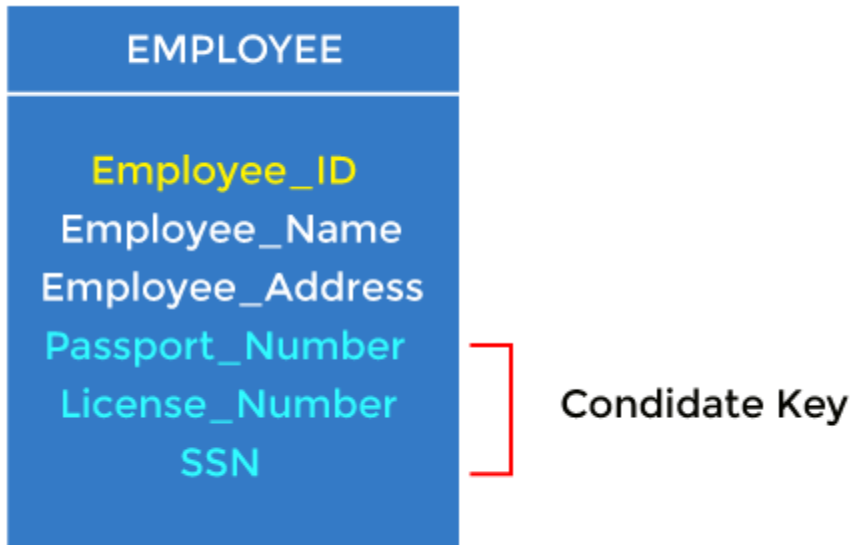 EMPLOYEE
Employee_ID
Employee_Name
Employee_Address
Passport_Number
License_Number
SSN
Condidate Key